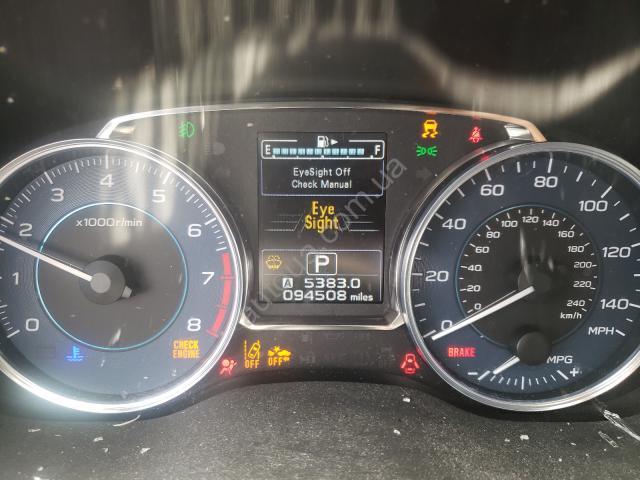 E F
EyeSight Off
Check Manual
Eye
Sight
P
A 5383.0
094508 miles
0 1 2 3 4 5 6 7 8
x1000r/min
CHECK
ENGINE
OFF OFF
0 20 40 60 80 100 120 140
MPH
0 20 40 60 80 100 120 140 160 180 200 220 240
km/h
BRAKE
MPG
- +